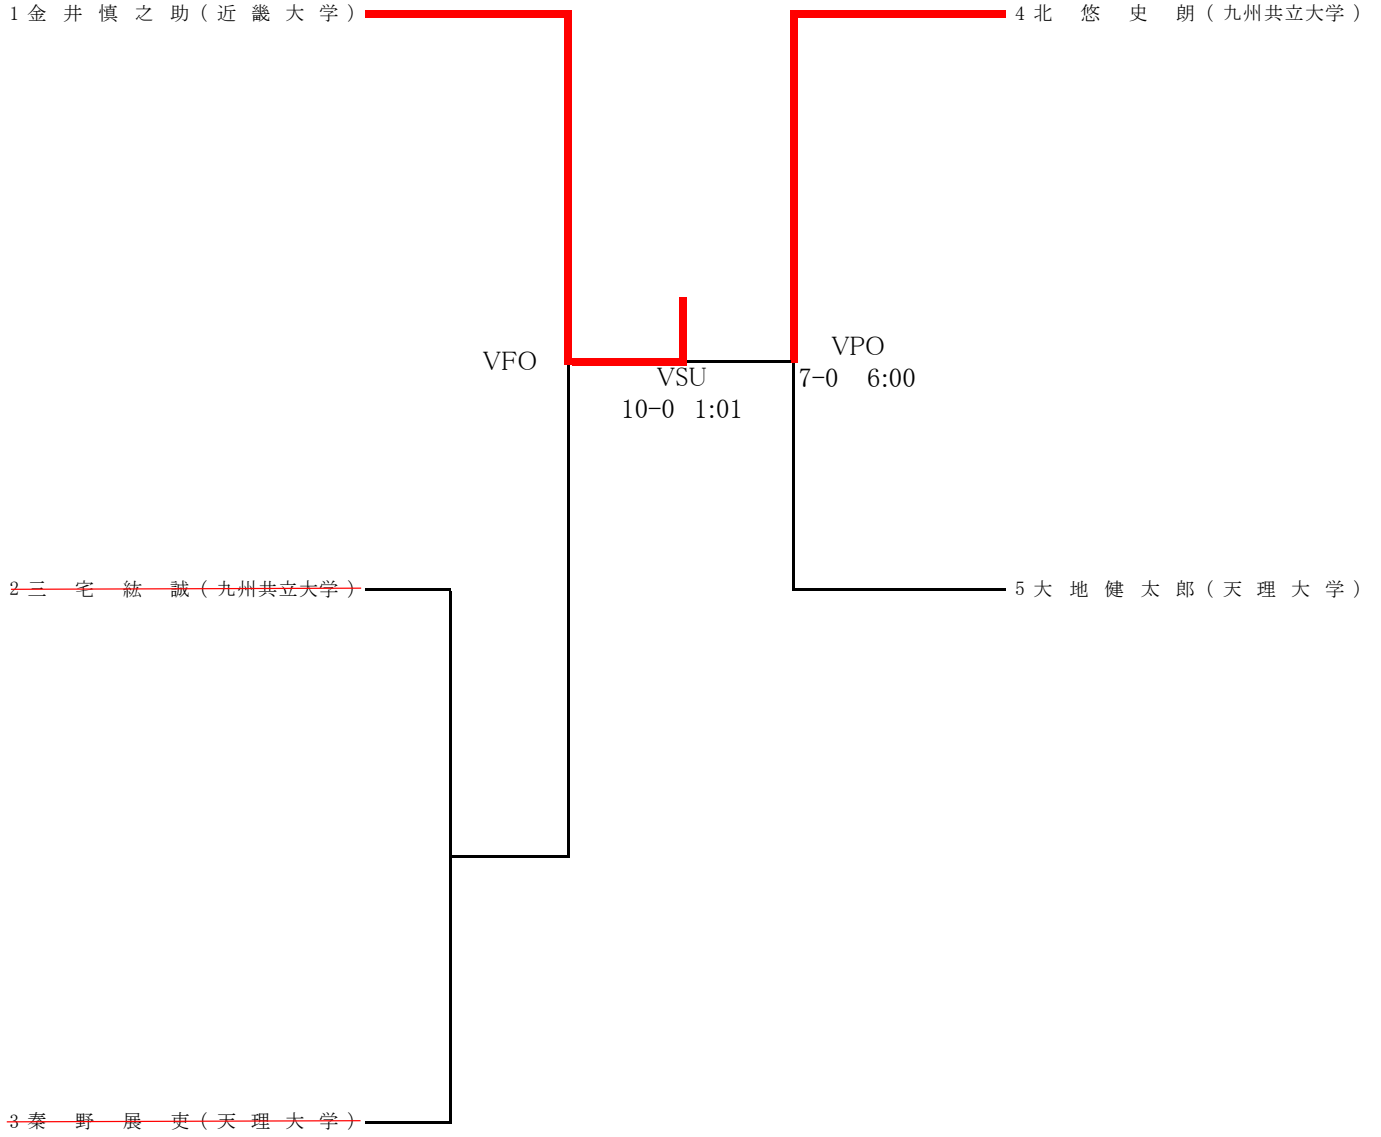 1 金井慎之助 ( 近畿大学 )
4 北悠史朗 ( 九州共立大学 )
VFO
VPO
7-0 6:00
VSU
10-0 1:01
2 三宅紘誠 ( 九州共立大学 )
5 大地健太郎 ( 天理大学 )
3 秦野展吏 ( 天理大学 )